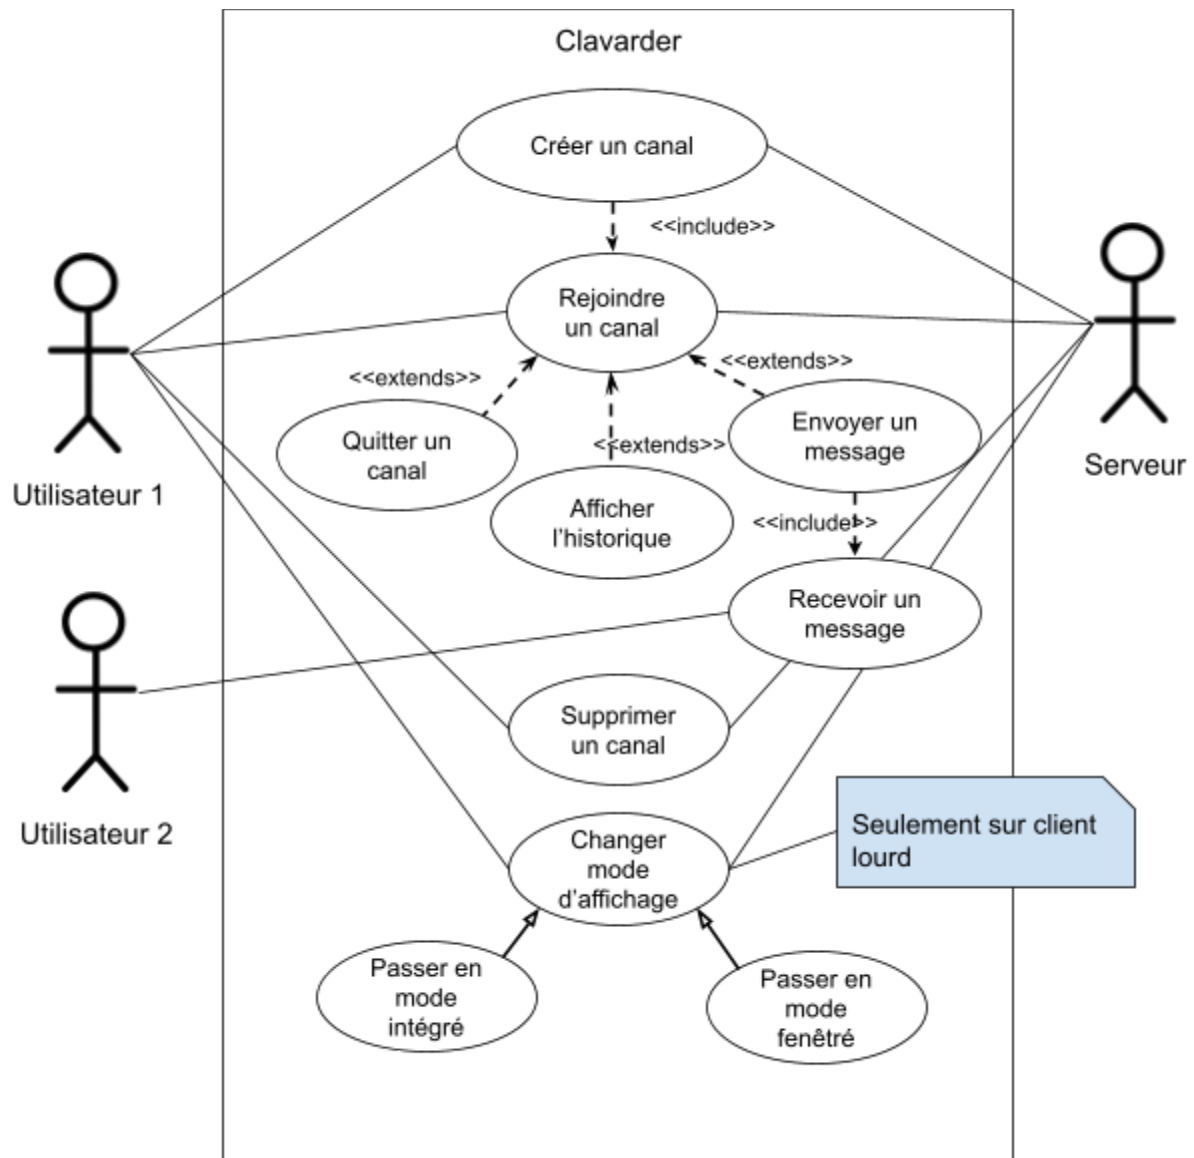 Clavarder
Créer un canal
<<include>>
Rejoindre
un canal
<<extends>>
<<extends>>
Quitter un
canal
Envoyer un
message
<<extends>>
Afficher
l'historique
<<include>>
Recevoir un
message
Serveur
Utilisateur 1
Supprimer
un canal
Utilisateur 2
Changer
mode
d'affichage
Seulement sur client
lourd
Passer en
mode
intégré
Passer en
mode
fenêtré